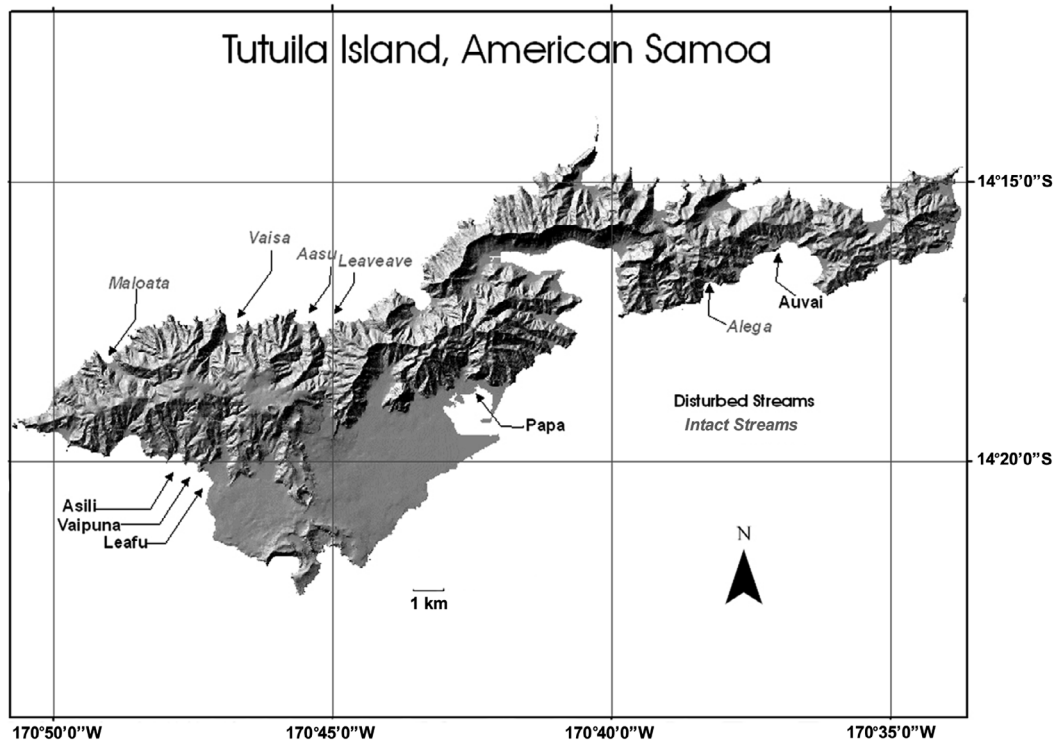 Tutuila Island, American Samoa
14°15'0"S
Vaisa
Aasu
Leaveave
Maloata
Auvai
Alega
Disturbed Streams
Intact Streams
Papa
14°20'0"S
Asili
Vaipuna
Leafu
N
1 km
170°50'0"W
170°45'0"W
170°40'0"W
170°35'0"W